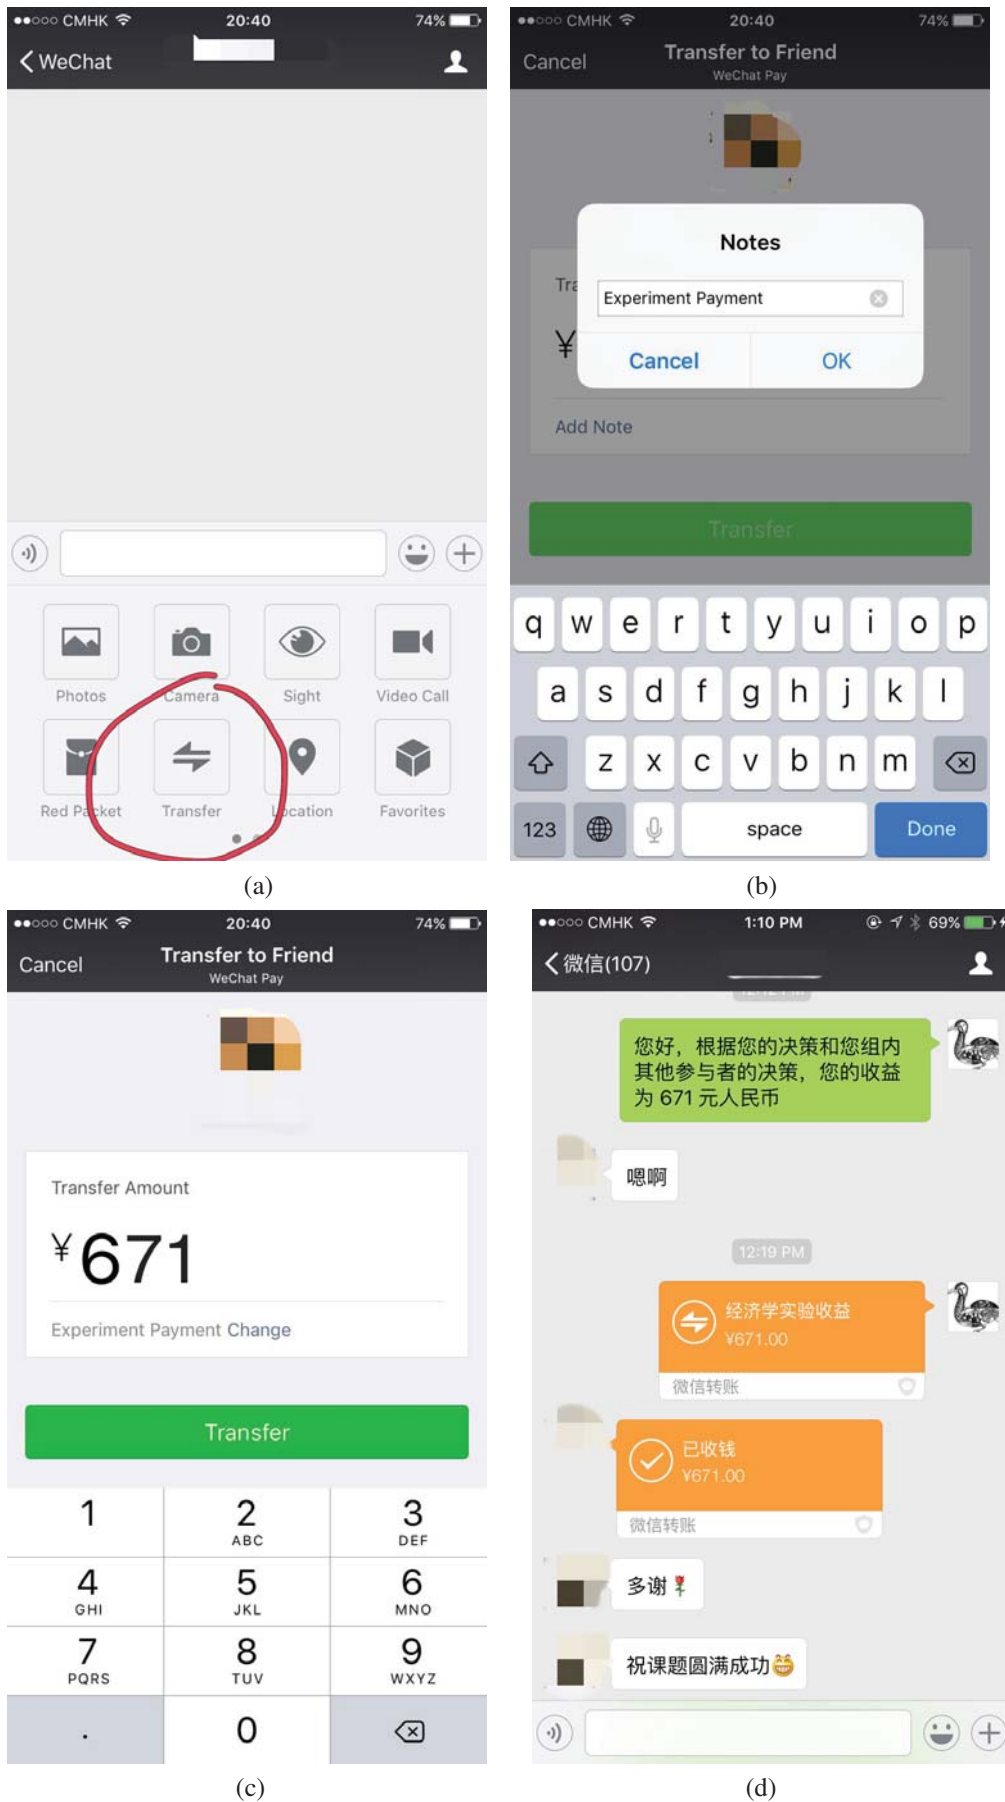 CMHK 20:40 74%
WeChat
Photos Camera Sight Video Call
Red Packet Transfer Location Favorites
(a)
CMHK 20:40 74%
Cancel Transfer to Friend
WeChat Pay
Notes
Tra
Experiment Payment
¥
Cancel OK
Add Note
Transfer
q w e r t y u i o p
a s d f g h j k l
z x c v b n m
123 space Done
(b)
CMHK 20:40 74%
Cancel Transfer to Friend
WeChat Pay
Transfer Amount
¥671
Experiment Payment Change
Transfer
1 2 3
ABC DEF
4 5 6
GHI JKL MNO
7 8 9
PQRS TUV WXYZ
. 0
(c)
CMHK 1:10 PM 69%
微信(107)
12:12 PM
您好，根据您的决策和您组内
其他参与者的决策，您的收益
为 671 元人民币
嗯啊
12:19 PM
经济学实验收益
¥671.00
微信转账
已收钱
¥671.00
微信转账
多谢🌹
祝课题圆满成功😁
(d)